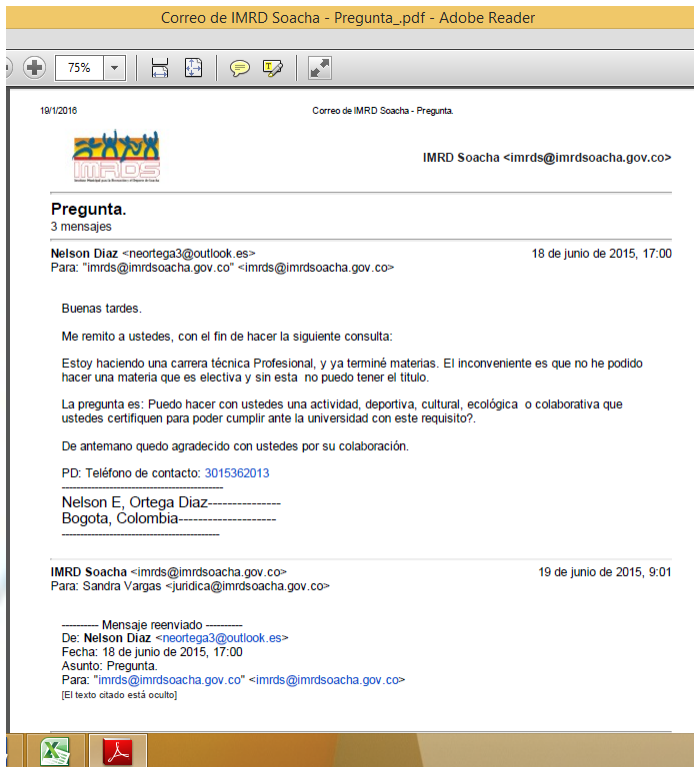 Correo de IMRD Soacha - Pregunta_.pdf - Adobe Reader
75%
19/1/2016
Correo de IMRD Soacha - Pregunta.
IMRDS
IMRD Soacha <imrds@imrdsoacha.gov.co>
Pregunta.
3 mensajes
Nelson Diaz <neortega3@outlook.es>
18 de junio de 2015, 17:00
Para: "imrds@imrdsoacha.gov.co" <imrds@imrdsoacha.gov.co>
Buenas tardes.
Me remito a ustedes, con el fin de hacer la siguiente consulta:
Estoy haciendo una carrera técnica Profesional, y ya terminé materias. El inconveniente es que no he podido
hacer una materia que es electiva y sin esta  no puedo tener el titulo.
La pregunta es: Puedo hacer con ustedes una actividad, deportiva, cultural, ecológica  o colaborativa que
ustedes certifiquen para poder cumplir ante la universidad con este requisito?.
De antemano quedo agradecido con ustedes por su colaboración.
PD: Teléfono de contacto: 3015362013
------------------------------------------
Nelson E, Ortega Diaz---------------
Bogota, Colombia--------------------
------------------------------------------
IMRD Soacha <imrds@imrdsoacha.gov.co>
19 de junio de 2015, 9:01
Para: Sandra Vargas <juridica@imrdsoacha.gov.co>
---------- Mensaje reenviado ----------
De: Nelson Diaz <neortega3@outlook.es>
Fecha: 18 de junio de 2015, 17:00
Asunto: Pregunta.
Para: "imrds@imrdsoacha.gov.co" <imrds@imrdsoacha.gov.co>
[El texto citado está oculto]